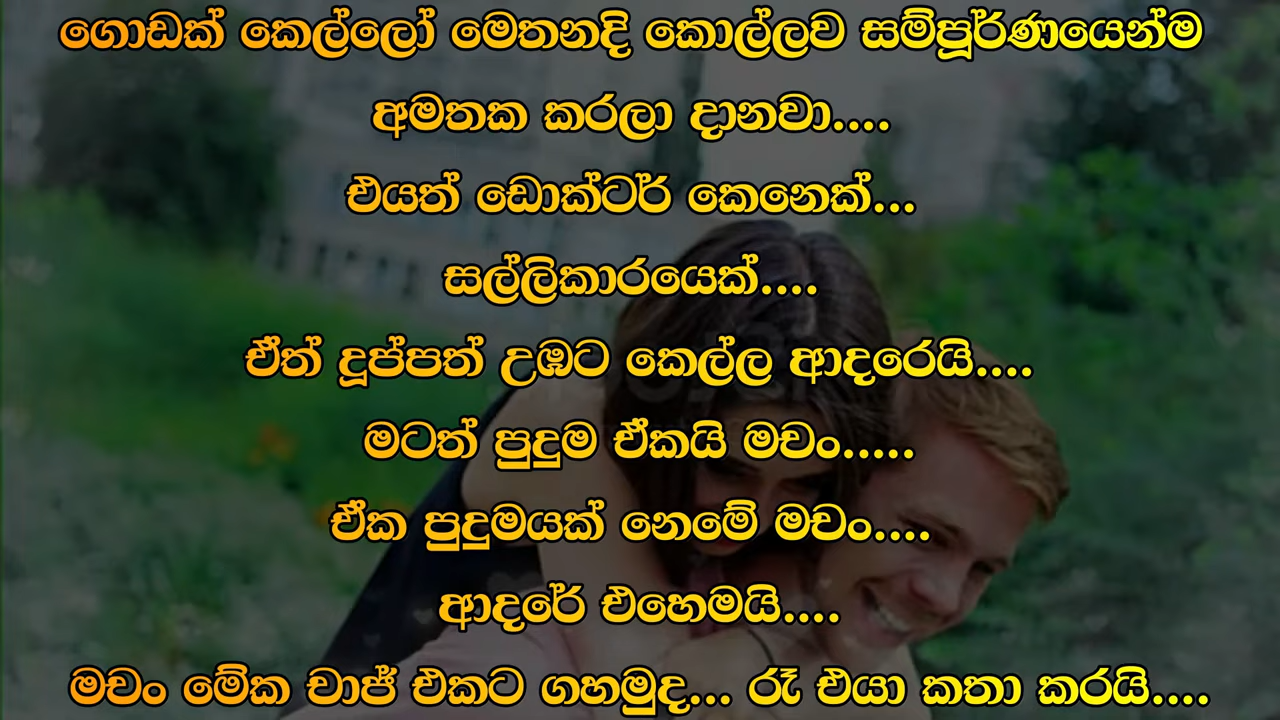 ගොඩක් කෙල්ලෝ මෙතනදි කොල්ලව සම්පූර්ණයෙන්ම
අමතක කරලා දානවා....
එයත් ඩොක්ටර් කෙනෙක්...
සල්ලිකාරයෙක්....
ඒත් දූප්පත් උඹට කෙල්ල ආදරෙයි....
මටත් පුදුම ඒකයි මචං.....
ඒක පුදුමයක් නෙමේ මචං....
ආදරේ එහෙමයි....
මචං මේක චාජ් එකට ගහමුද... රෑ එයා කතා කරයි....